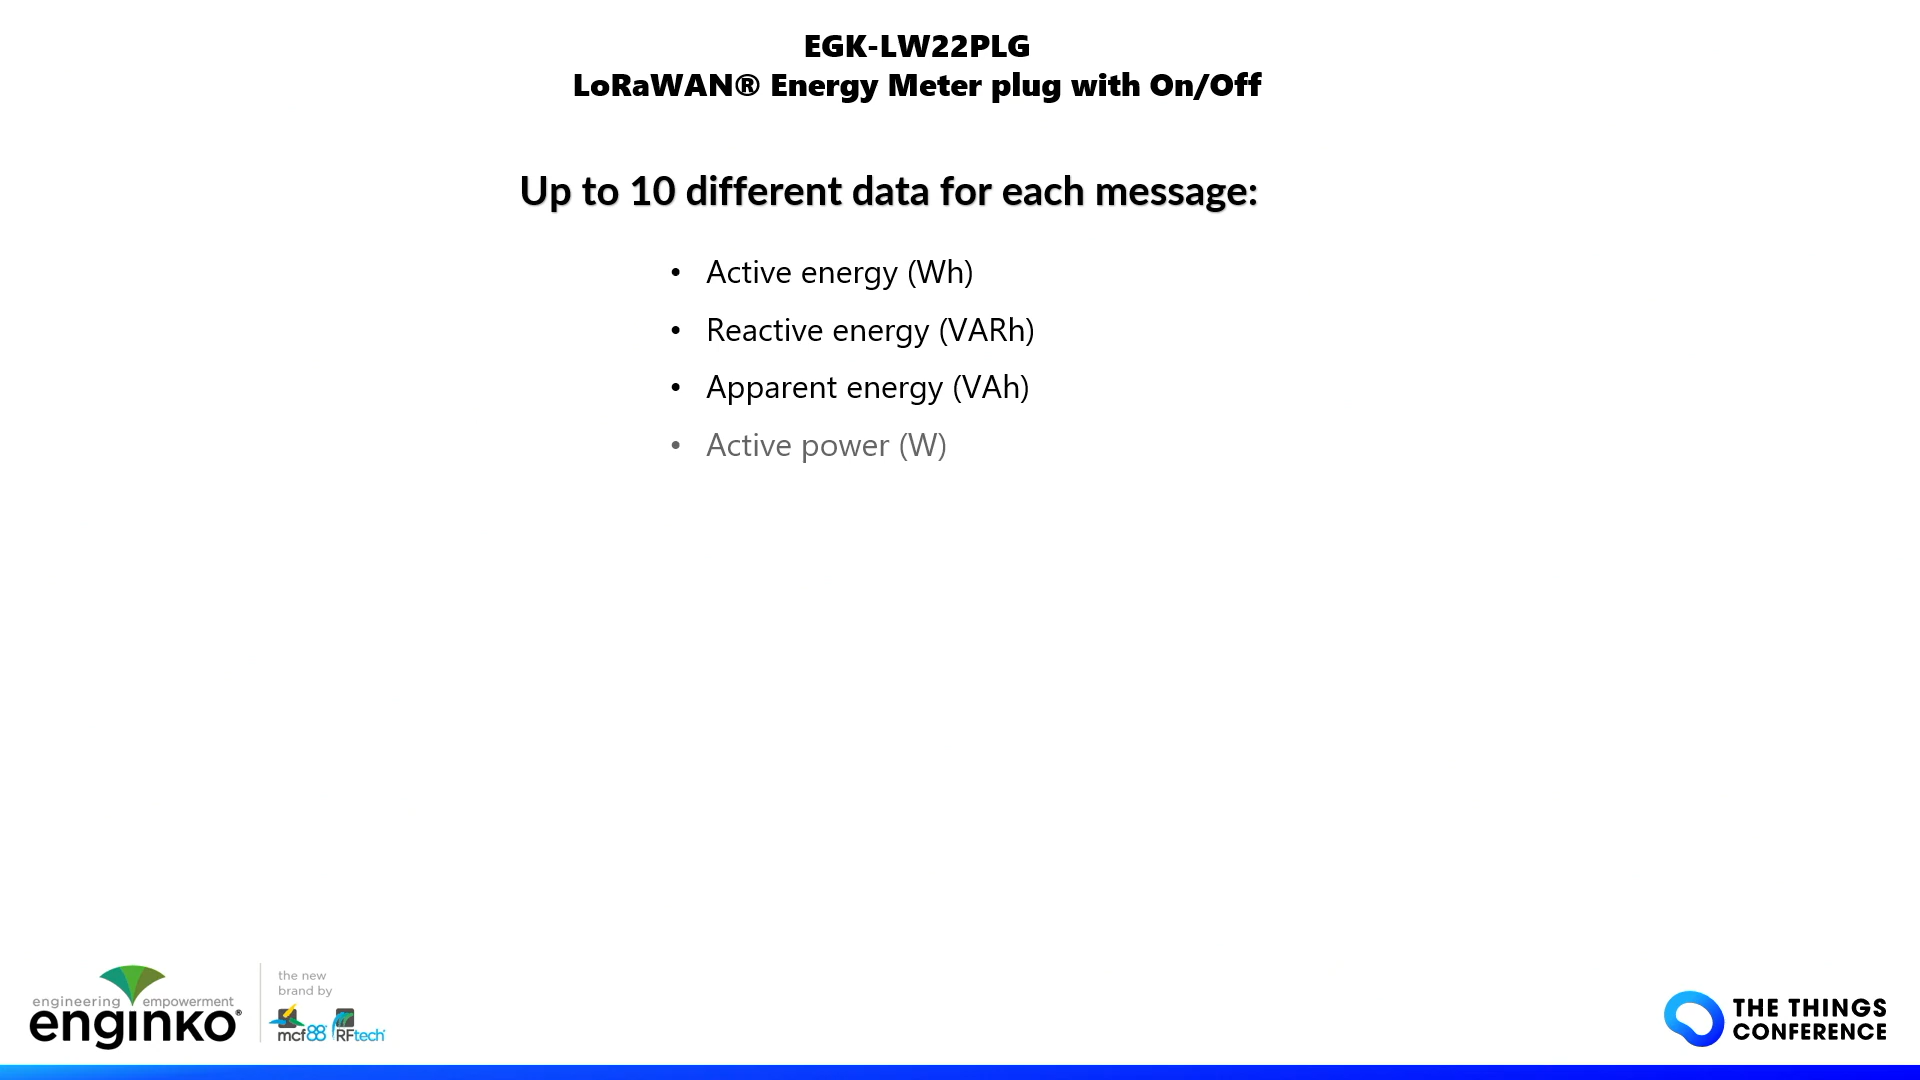 EGK-LW22PLG
LoRaWAN® Energy Meter plug with On/Off
Up to 10 different data for each message:
• Active energy (Wh)
• Reactive energy (VARh)
• Apparent energy (VAh)
• Active power (W)
engineering empowerment
enginko®
the new
brand by
mcf88 RFtech
THE THINGS
CONFERENCE